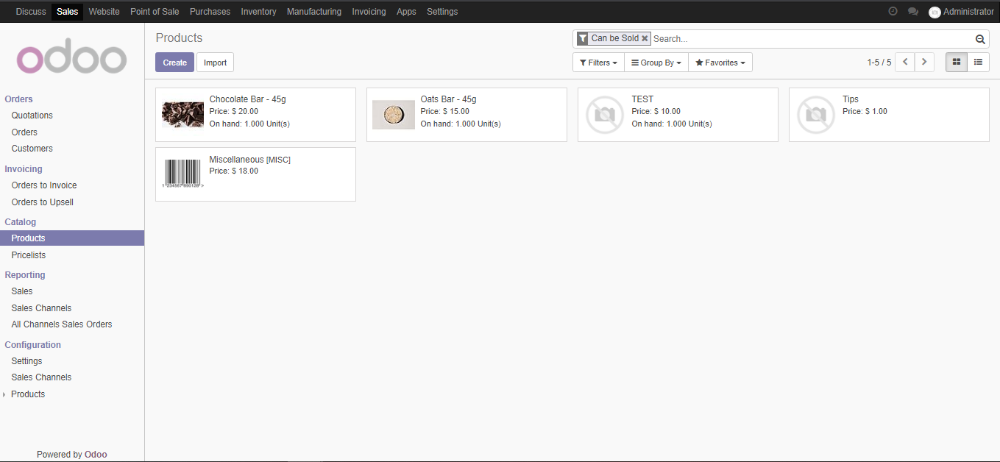 Discuss Sales Website Point of Sale Purchases Inventory Manufacturing Invoicing Apps Settings Administrator
odoo
Orders
Quotations
Orders
Customers
Invoicing
Orders to Invoice
Orders to Upsell
Catalog
Products
Pricelists
Reporting
Sales
Sales Channels
All Channels Sales Orders
Configuration
Settings
Sales Channels
Products
Powered by Odoo
Products
Can be Sold Search...
Create Import
Filters Group By Favorites 1-5 / 5
Chocolate Bar - 45g
Price: $ 20.00
On hand: 1.000 Unit(s)
Oats Bar - 45g
Price: $ 15.00
On hand: 1.000 Unit(s)
TEST
Price: $ 10.00
On hand: 1.000 Unit(s)
Tips
Price: $ 1.00
Miscellaneous [MISC]
Price: $ 18.00
1 234567 890128 >